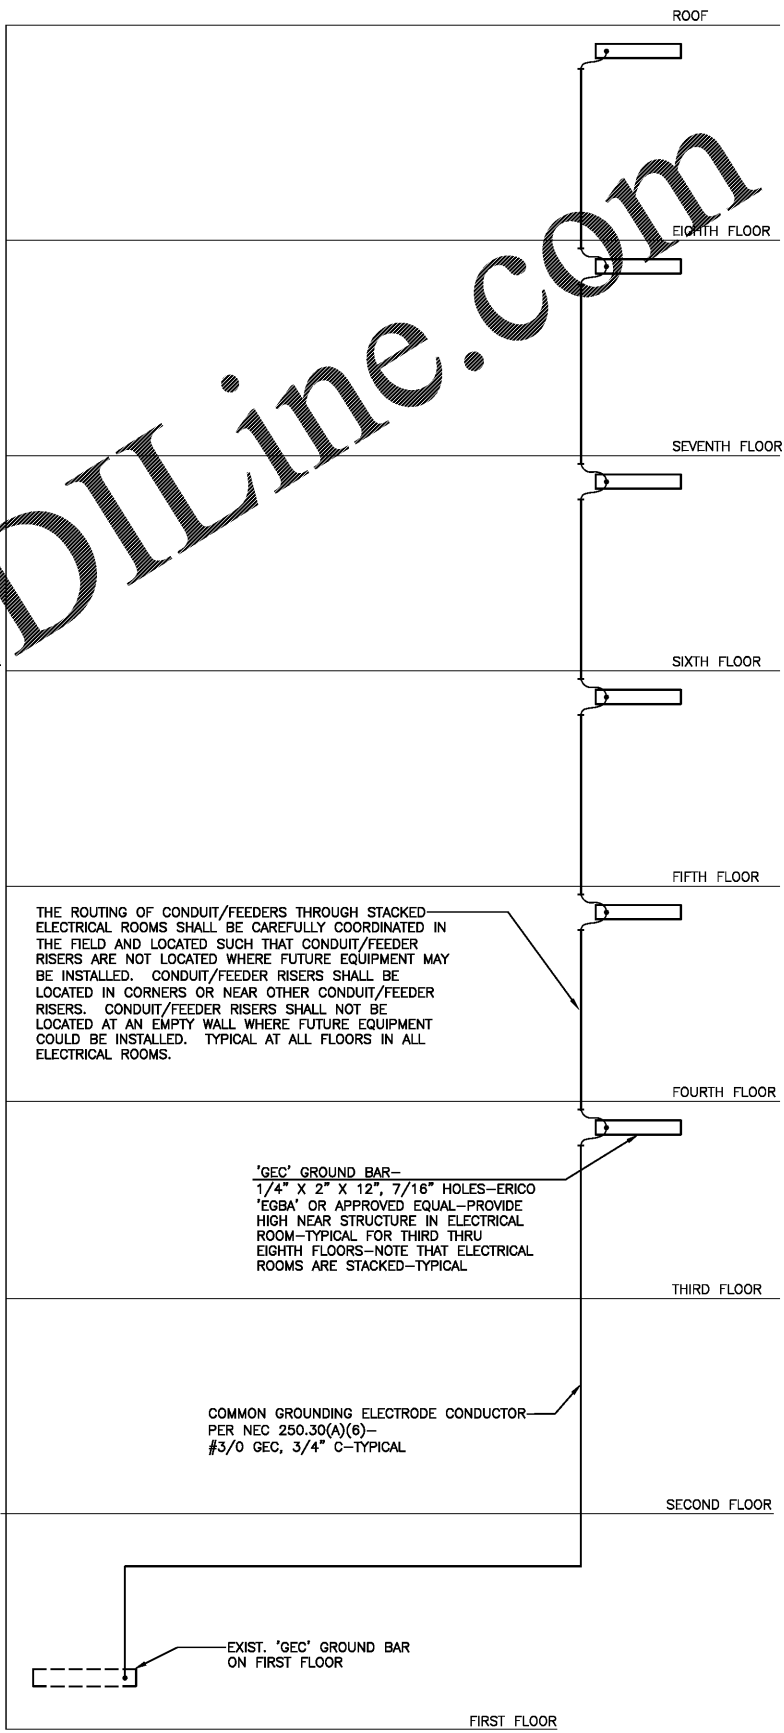 ROOF
EIGHTH FLOOR
DILine.com
SEVENTH FLOOR
SIXTH FLOOR
FIFTH FLOOR
THE ROUTING OF CONDUIT/FEEDERS THROUGH STACKED
ELECTRICAL ROOMS SHALL BE CAREFULLY COORDINATED IN
THE FIELD AND LOCATED SUCH THAT CONDUIT/FEEDER
RISERS ARE NOT LOCATED WHERE FUTURE EQUIPMENT MAY
BE INSTALLED. CONDUIT/FEEDER RISERS SHALL BE
LOCATED IN CORNERS OR NEAR OTHER CONDUIT/FEEDER
RISERS. CONDUIT/FEEDER RISERS SHALL NOT BE
LOCATED AT AN EMPTY WALL WHERE FUTURE EQUIPMENT
COULD BE INSTALLED. TYPICAL AT ALL FLOORS IN ALL
ELECTRICAL ROOMS.
FOURTH FLOOR
'GEC' GROUND BAR-
1/4" X 2" X 12", 7/16" HOLES-ERICO
'EGBA' OR APPROVED EQUAL-PROVIDE
HIGH NEAR STRUCTURE IN ELECTRICAL
ROOM-TYPICAL FOR THIRD THRU
EIGHTH FLOORS-NOTE THAT ELECTRICAL
ROOMS ARE STACKED-TYPICAL
THIRD FLOOR
COMMON GROUNDING ELECTRODE CONDUCTOR
PER NEC 250.30(A)(6)-
#3/0 GEC, 3/4" C-TYPICAL
SECOND FLOOR
EXIST. 'GEC' GROUND BAR
ON FIRST FLOOR
FIRST FLOOR